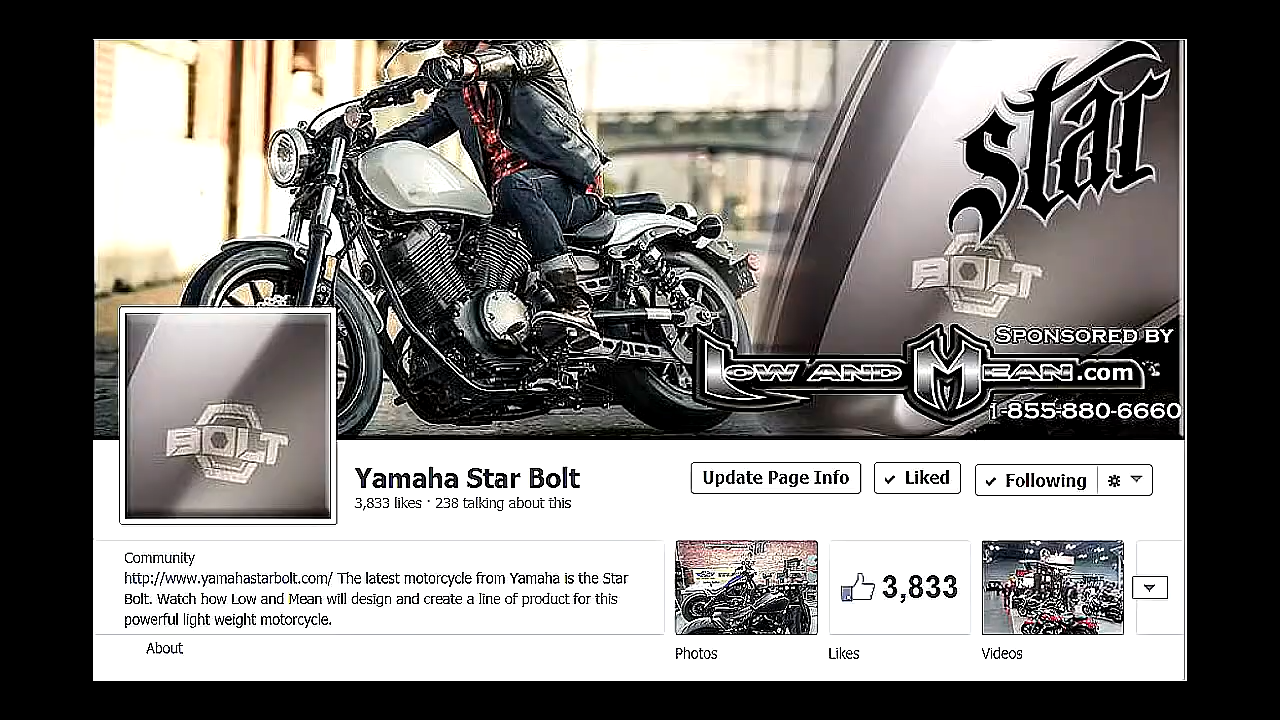 star
BOLT
SPONSORED BY
LOW AND MEAN.com
1-855-880-6660
BOLT
Yamaha Star Bolt
3,833 likes · 238 talking about this
Update Page Info
✓ Liked
✓ Following
Community
http://www.yamahastarbolt.com/ The latest motorcycle from Yamaha is the Star
Bolt. Watch how Low and Mean will design and create a line of product for this
powerful light weight motorcycle.
About
3,833
Photos
Likes
Videos